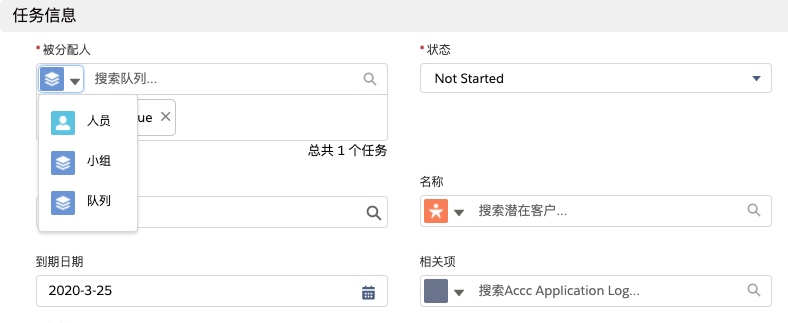 任务信息
*被分配人
搜索队列...
人员
ue
小组
总共 1 个任务
队列
*状态
Not Started
名称
搜索潜在客户...
到期日期
2020-3-25
相关项
搜索Accc Application Log...